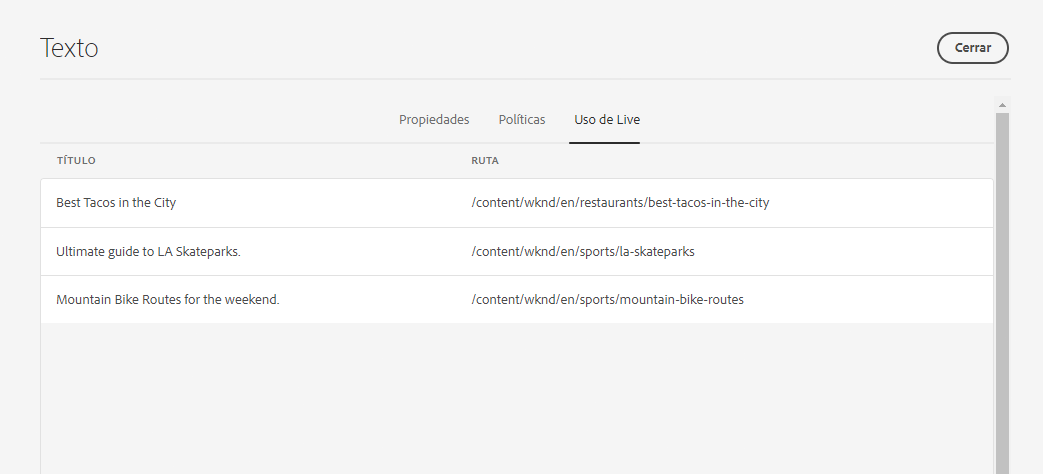 Texto
Cerrar
Propiedades Políticas Uso de Live
TÍTULO RUTA
Best Tacos in the City /content/wknd/en/restaurants/best-tacos-in-the-city
Ultimate guide to LA Skateparks. /content/wknd/en/sports/la-skateparks
Mountain Bike Routes for the weekend. /content/wknd/en/sports/mountain-bike-routes